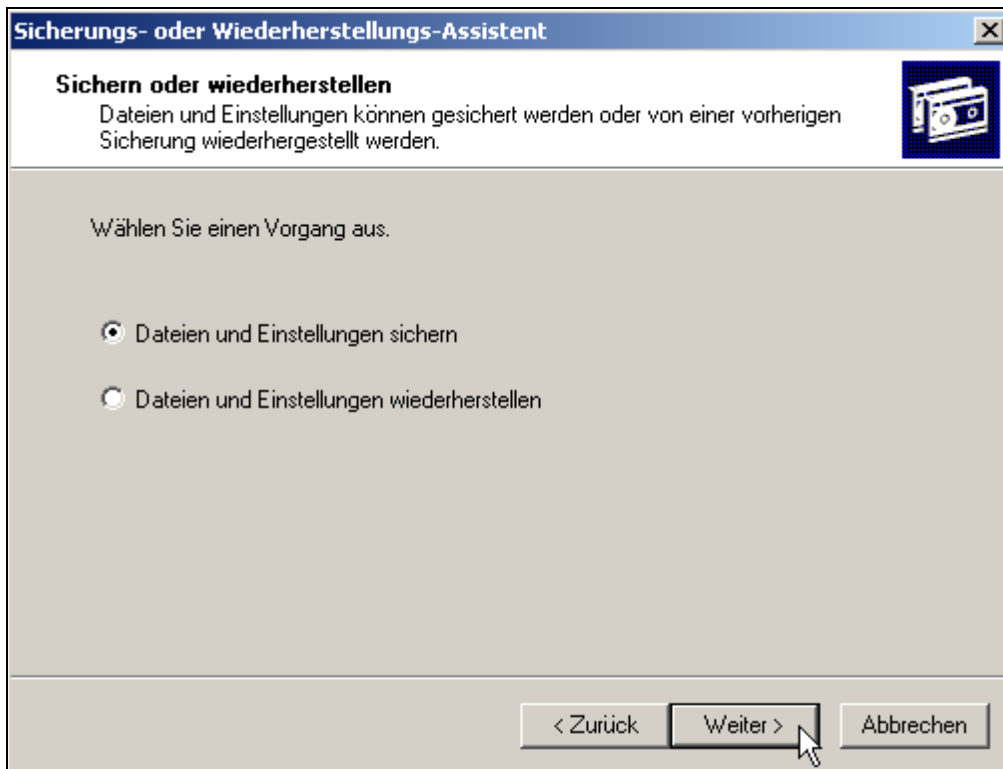 Sicherungs- oder Wiederherstellungs-Assistent
Sichern oder wiederherstellen
Dateien und Einstellungen können gesichert werden oder von einer vorherigen
Sicherung wiederhergestellt werden.
Wählen Sie einen Vorgang aus.
Dateien und Einstellungen sichern
Dateien und Einstellungen wiederherstellen
< Zurück Weiter > Abbrechen